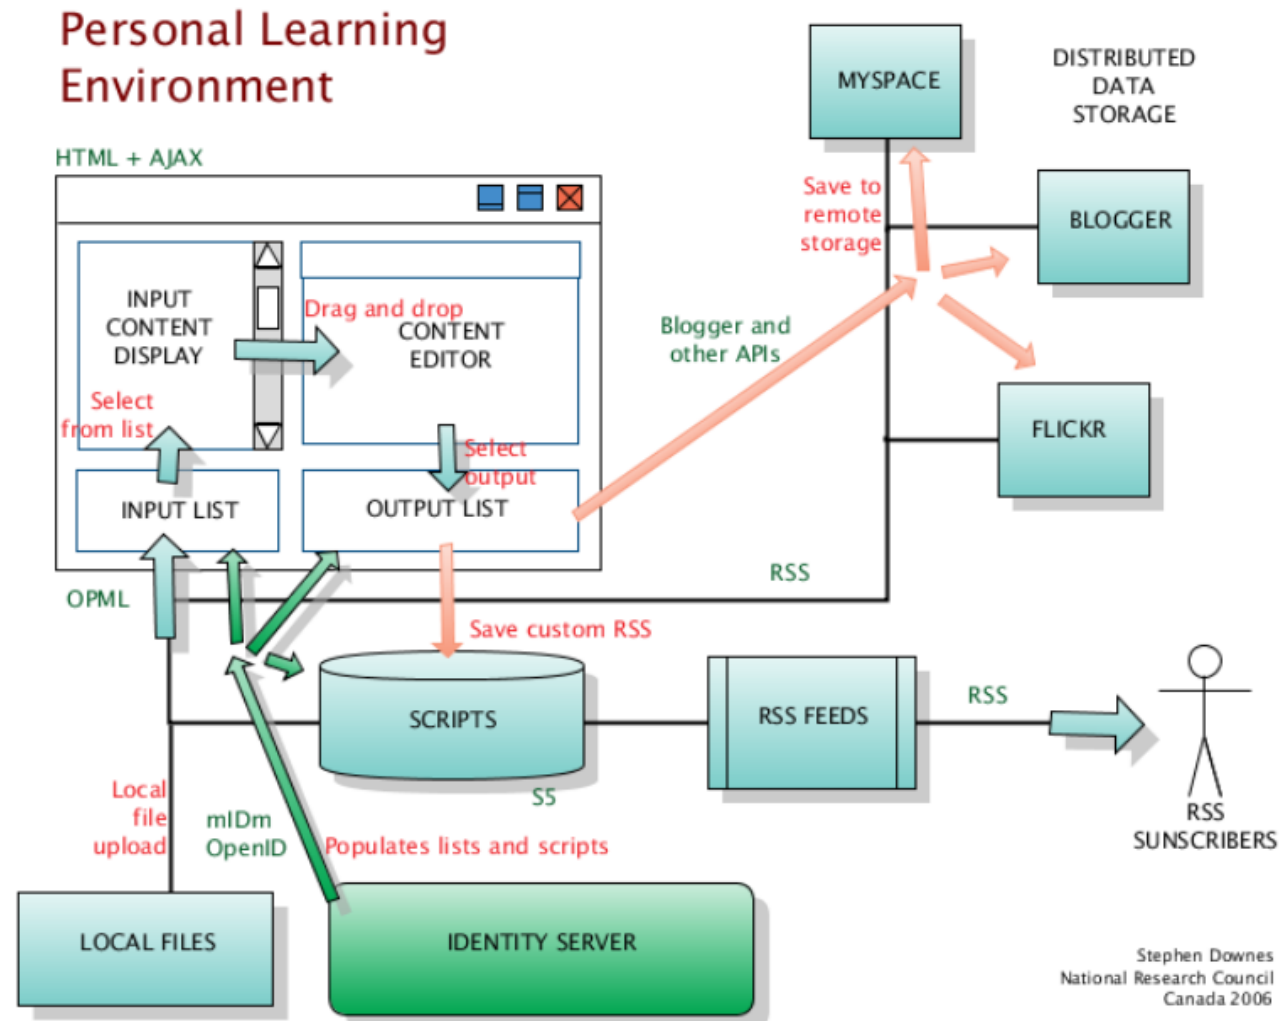 Personal Learning
Environment
HTML + AJAX
MYSPACE
DISTRIBUTED
DATA
STORAGE
Save to
remote
storage
BLOGGER
INPUT
CONTENT
DISPLAY
Drag and drop
CONTENT
EDITOR
Blogger and
other APIs
Select
from list
Select
output
FLICKR
INPUT LIST
OUTPUT LIST
OPML
RSS
Save custom RSS
SCRIPTS
RSS FEEDS
RSS
S5
Local
file
upload
mIDm
OpenID
Populates lists and scripts
RSS
SUNSCRIBERS
LOCAL FILES
IDENTITY SERVER
Stephen Downes
National Research Council
Canada 2006